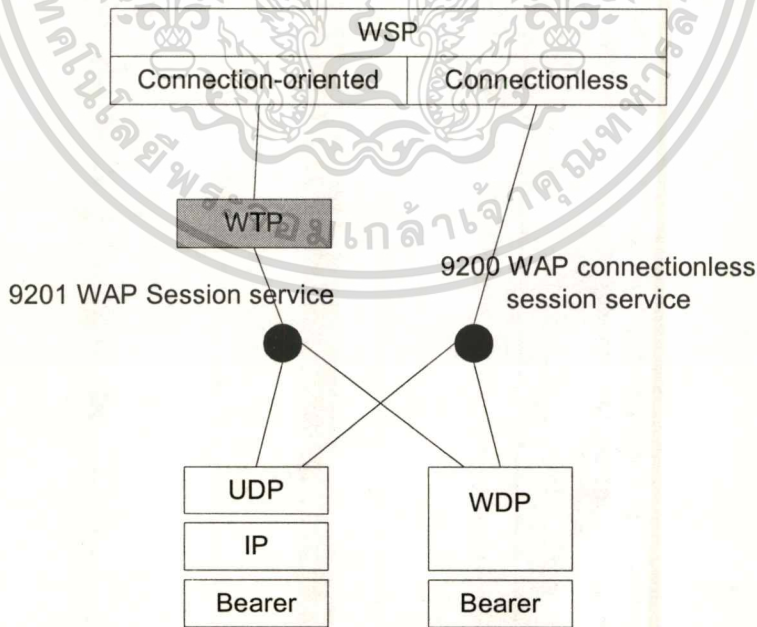 WSP
Connection-oriented
Connectionless
WTP
9201 WAP Session service
9200 WAP connectionless
session service
UDP
WDP
IP
Bearer
Bearer